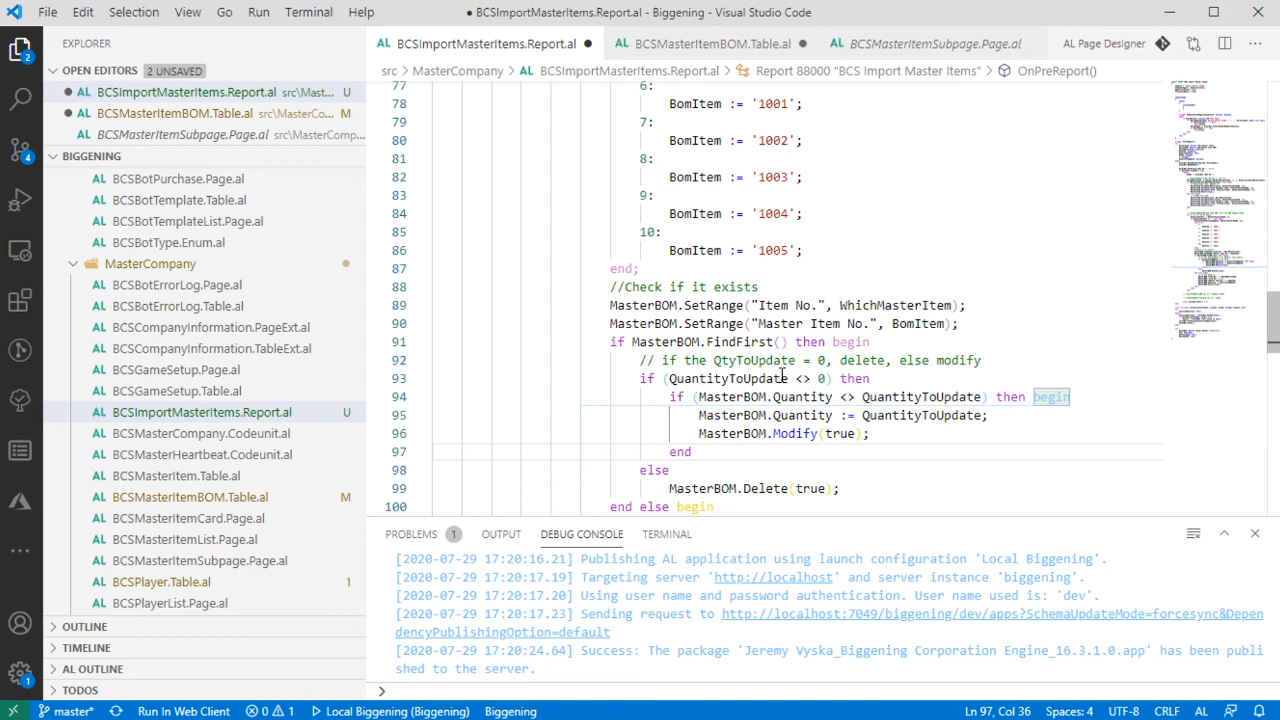 File Edit Selection View Go Run Terminal Help
● BCSImportMasterItems.Report.al - Biggening - Visual Studio Code
EXPLORER
OPEN EDITORS 2 UNSAVED
BCSImportMasterItems.Report.al src\Mast... U
BCSMasterItemBOM.Table.al src\MasterCo... M
BCSMasterItemSubpage.Page.al src\MasterComp...
BIGGENING
BCSBotPurchase.Page.al
BCSBotTemplate.Table.al
BCSBotTemplateList.Page.al
BCSBotType.Enum.al
MasterCompany
BCSBotErrorLog.Page.al
BCSBotErrorLog.Table.al
BCSCompanyInformation.PageExt.al
BCSCompanyInformation.TableExt.al
BCSGameSetup.Page.al
BCSGameSetup.Table.al
BCSImportMasterItems.Report.al U
BCSMasterCompany.Codeunit.al
BCSMasterHeartbeat.Codeunit.al
BCSMasterItem.Table.al
BCSMasterItemBOM.Table.al M
BCSMasterItemCard.Page.al
BCSMasterItemList.Page.al
BCSMasterItemSubpage.Page.al
BCSPlayer.Table.al 1
BCSPlayerList.Page.al
OUTLINE
TIMELINE
AL OUTLINE
TODOS
AL BCSImportMasterItems.Report.al ● AL BCSMasterItemBOM.Table.al ● AL BCSMasterItemSubpage.Page.al AL Page Designer
src > MasterCompany > AL BCSImportMasterItems.Report.al > Report 88000 "BCS Import Master Items" > OnPreReport()
77 6:
78 BomItem := '1001';
79 7:
80 BomItem := '1002';
81 8:
82 BomItem := '1003';
83 9:
84 BomItem := '1004';
85 10:
86 BomItem := '1005';
87 end;
88 //Check if it exists
89 MasterBOM.SetRange("Item No.", WhichMasterItem);
90 MasterBOM.SetRange("Master Item No.", BomItem);
91 if MasterBOM.FindFirst() then begin
92 // if the QtyToUpdate = 0, delete, else modify
93 if (QuantityToUpdate <> 0) then
94 if (MasterBOM.Quantity <> QuantityToUpdate) then begin
95 MasterBOM.Quantity := QuantityToUpdate;
96 MasterBOM.Modify(true);
97 end
98 else
99 MasterBOM.Delete(true);
100 end else begin
PROBLEMS 1 OUTPUT DEBUG CONSOLE TERMINAL
[2020-07-29 17:20:16.21] Publishing AL application using launch configuration 'Local Biggening'.
[2020-07-29 17:20:17.19] Targeting server 'http://localhost' and server instance 'biggening'.
[2020-07-29 17:20:17.20] Using user name and password authentication. User name used is: 'dev'.
[2020-07-29 17:20:17.23] Sending request to http://localhost:7049/biggening/dev/apps?SchemaUpdateMode=forcesync&Depen
dencyPublishingOption=default
[2020-07-29 17:20:24.64] Success: The package 'Jeremy Vyska_Biggening Corporation Engine_16.3.1.0.app' has been publi
shed to the server.
master* Run In Web Client 0 1 Local Biggening (Biggening) Biggening Ln 97, Col 36 Spaces: 4 UTF-8 CRLF AL